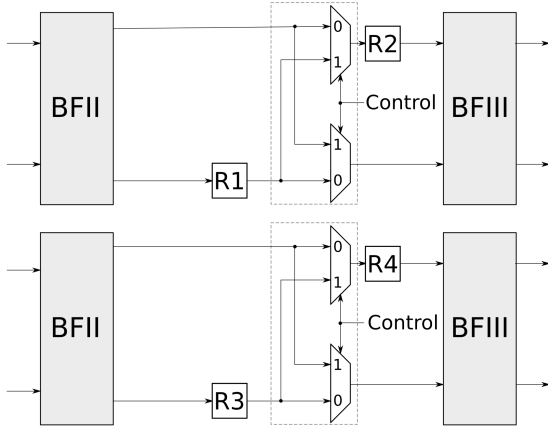 0
R2
1
BFII
Control
BFIII
1
R1
0
0
R4
1
BFII
Control
BFIII
1
R3
0